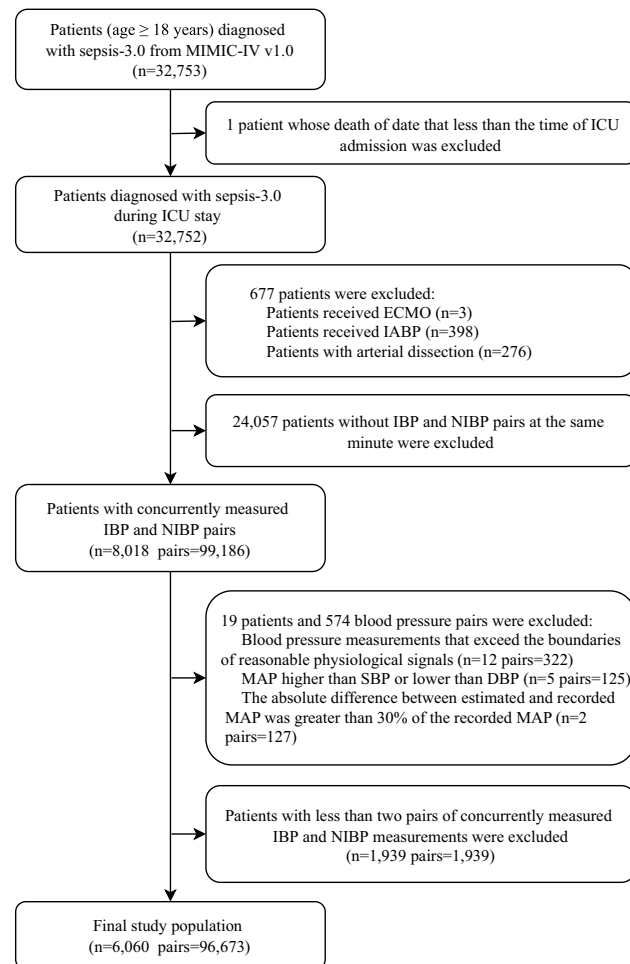 Patients (age ≥ 18 years) diagnosed
with sepsis-3.0 from MIMIC-IV v1.0
(n=32,753)
1 patient whose death of date that less than the time of ICU
admission was excluded
Patients diagnosed with sepsis-3.0
during ICU stay
(n=32,752)
677 patients were excluded:
Patients received ECMO (n=3)
Patients received IABP (n=398)
Patients with arterial dissection (n=276)
24,057 patients without IBP and NIBP pairs at the same
minute were excluded
Patients with concurrently measured
IBP and NIBP pairs
(n=8,018 pairs=99,186)
19 patients and 574 blood pressure pairs were excluded:
Blood pressure measurements that exceed the boundaries
of reasonable physiological signals (n=12 pairs=322)
MAP higher than SBP or lower than DBP (n=5 pairs=125)
The absolute difference between estimated and recorded
MAP was greater than 30% of the recorded MAP (n=2
pairs=127)
Patients with less than two pairs of concurrently measured
IBP and NIBP measurements were excluded
(n=1,939 pairs=1,939)
Final study population
(n=6,060 pairs=96,673)